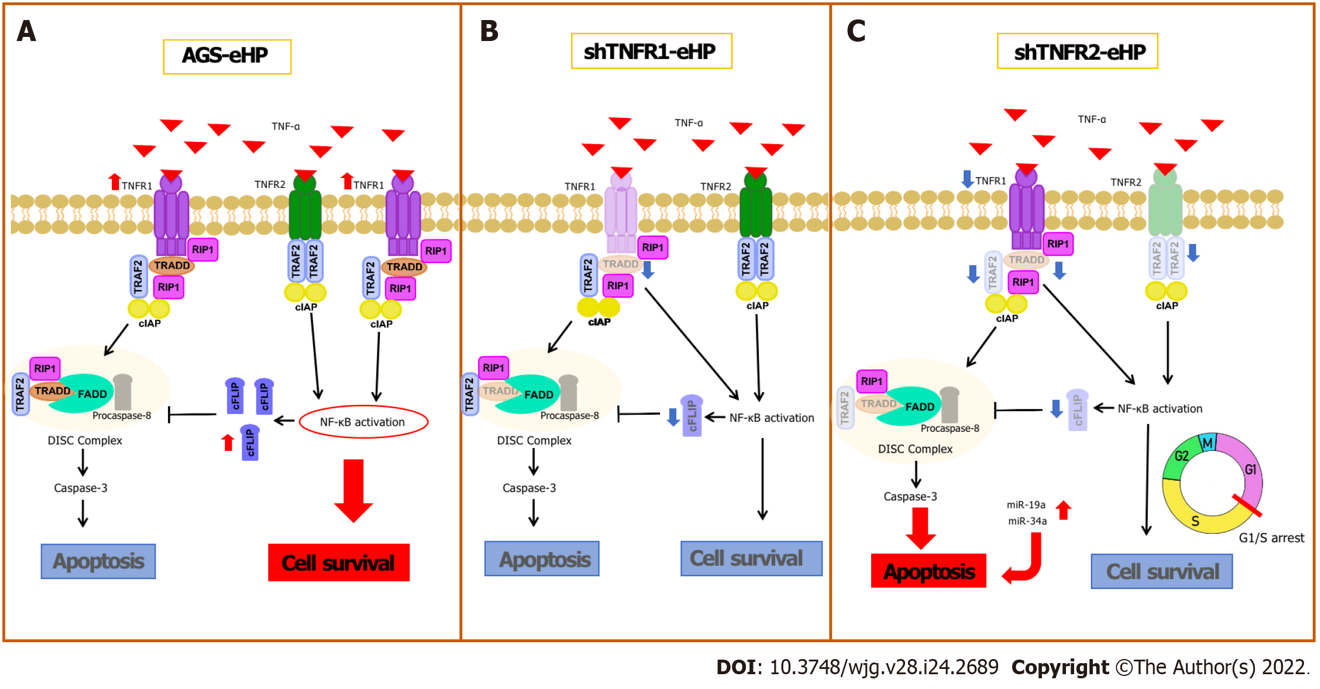 A
AGS-eHP
TNF-α
TNFR1
TNFR2
TNFR1
RIP1
TRAF2
TRADD
RIP1
cIAP
TRAF2
TRAF2
RIP1
TRAF2
TRADD
RIP1
cIAP
cIAP
RIP1
TRAF2
TRADD
FADD
Procaspase-8
DISC Complex
Caspase-3
Apoptosis
cFLIP
cFLIP
cFLIP
NF-κB activation
Cell survival
B
shTNFR1-eHP
TNF-α
TNFR1
TNFR2
RIP1
TRAF2
TRADD
RIP1
cIAP
TRAF2
TRAF2
cIAP
RIP1
TRAF2
TRADD
FADD
Procaspase-8
DISC Complex
Caspase-3
Apoptosis
cFLIP
NF-κB activation
Cell survival
C
shTNFR2-eHP
TNF-α
TNFR1
TNFR2
RIP1
TRAF2
TRADD
RIP1
cIAP
TRAF2
TRAF2
cIAP
RIP1
TRAF2
TRADD
FADD
Procaspase-8
DISC Complex
Caspase-3
Apoptosis
miR-19a
miR-34a
cFLIP
NF-κB activation
G2
M
G1
S
G1/S arrest
Cell survival
DOI: 10.3748/wjg.v28.i24.2689 Copyright ©The Author(s) 2022.